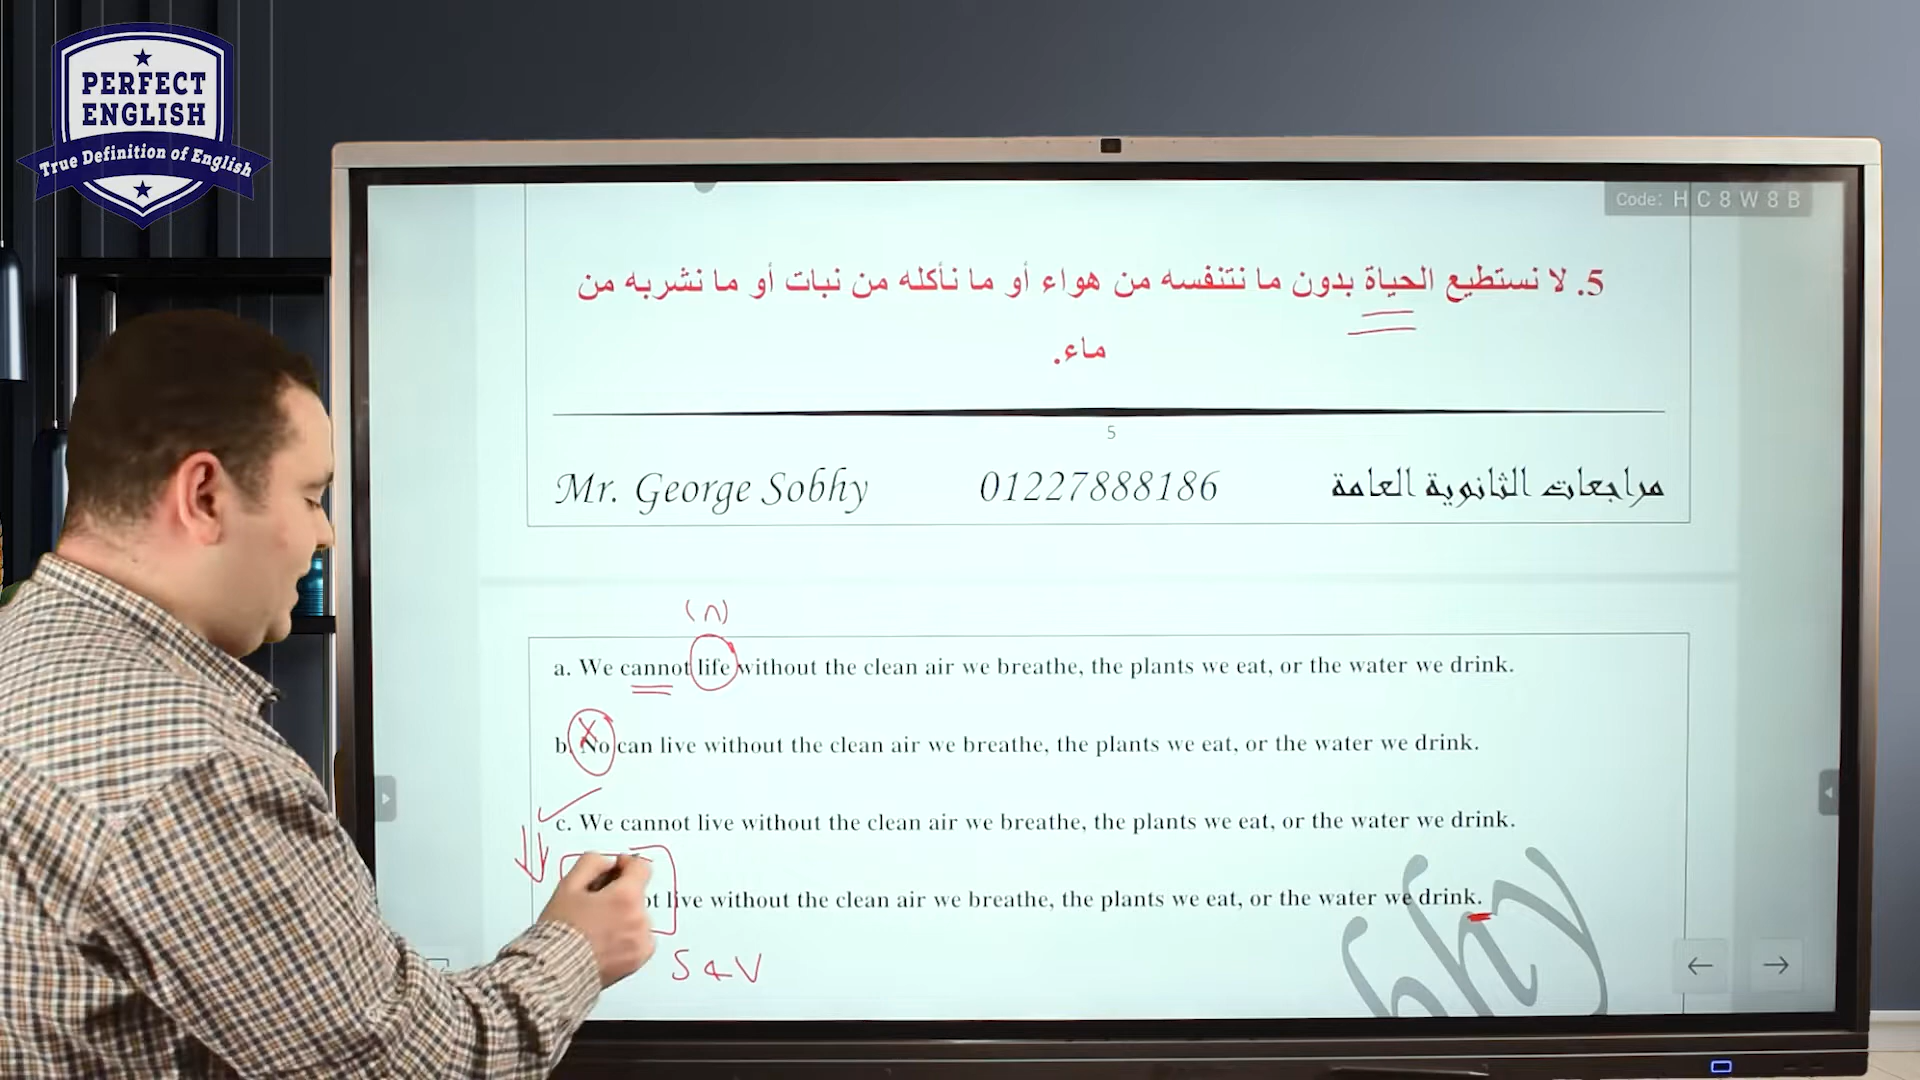 PERFECT
ENGLISH
True Definition of English
Code: HC8W8B
5. لا نستطيع الحياة بدون ما نتنفسه من هواء أو ما نأكله من نبات أو ما نشربه من
ماء.
5
Mr. George Sobhy 01227888186 مراجعات الثانوية العامة
(n)
a. We cannot life without the clean air we breathe, the plants we eat, or the water we drink.
b. No can live without the clean air we breathe, the plants we eat, or the water we drink.
c. We cannot live without the clean air we breathe, the plants we eat, or the water we drink.
live without the clean air we breathe, the plants we eat, or the water we drink.
S & V